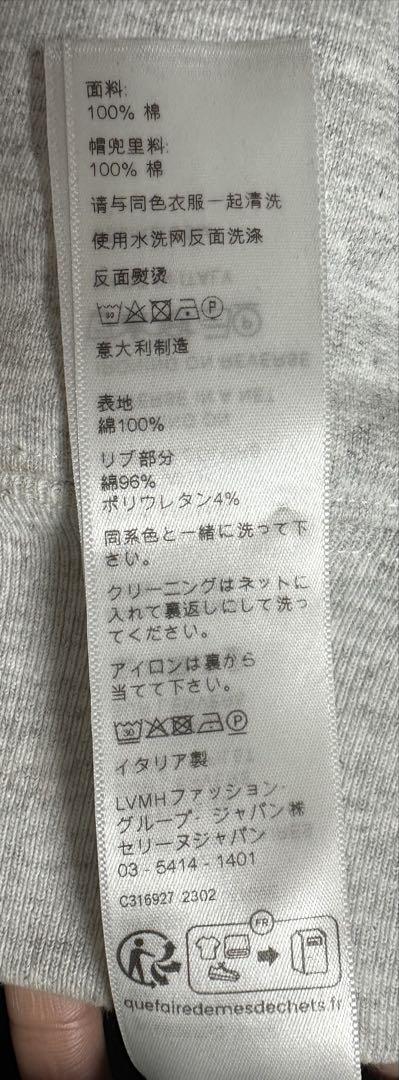 面料:
100% 棉
帽兜里料:
100% 棉
请与同色衣服一起清洗
使用水洗网反面洗涤
反面熨烫
意大利制造
表地
綿100%
リブ部分
綿96%
ポリウレタン4%
同系色と一緒に洗って下
さい。
クリーニングはネットに
入れて裏返しにして洗っ
てください。
アイロンは裏から
当てて下さい。
30
イタリア製
LVMHファッション・
グループ・ジャパン㈱
セリーヌジャパン
03 - 5414 - 1401
C316927 2302
FR
quefairedemesdechets.fr